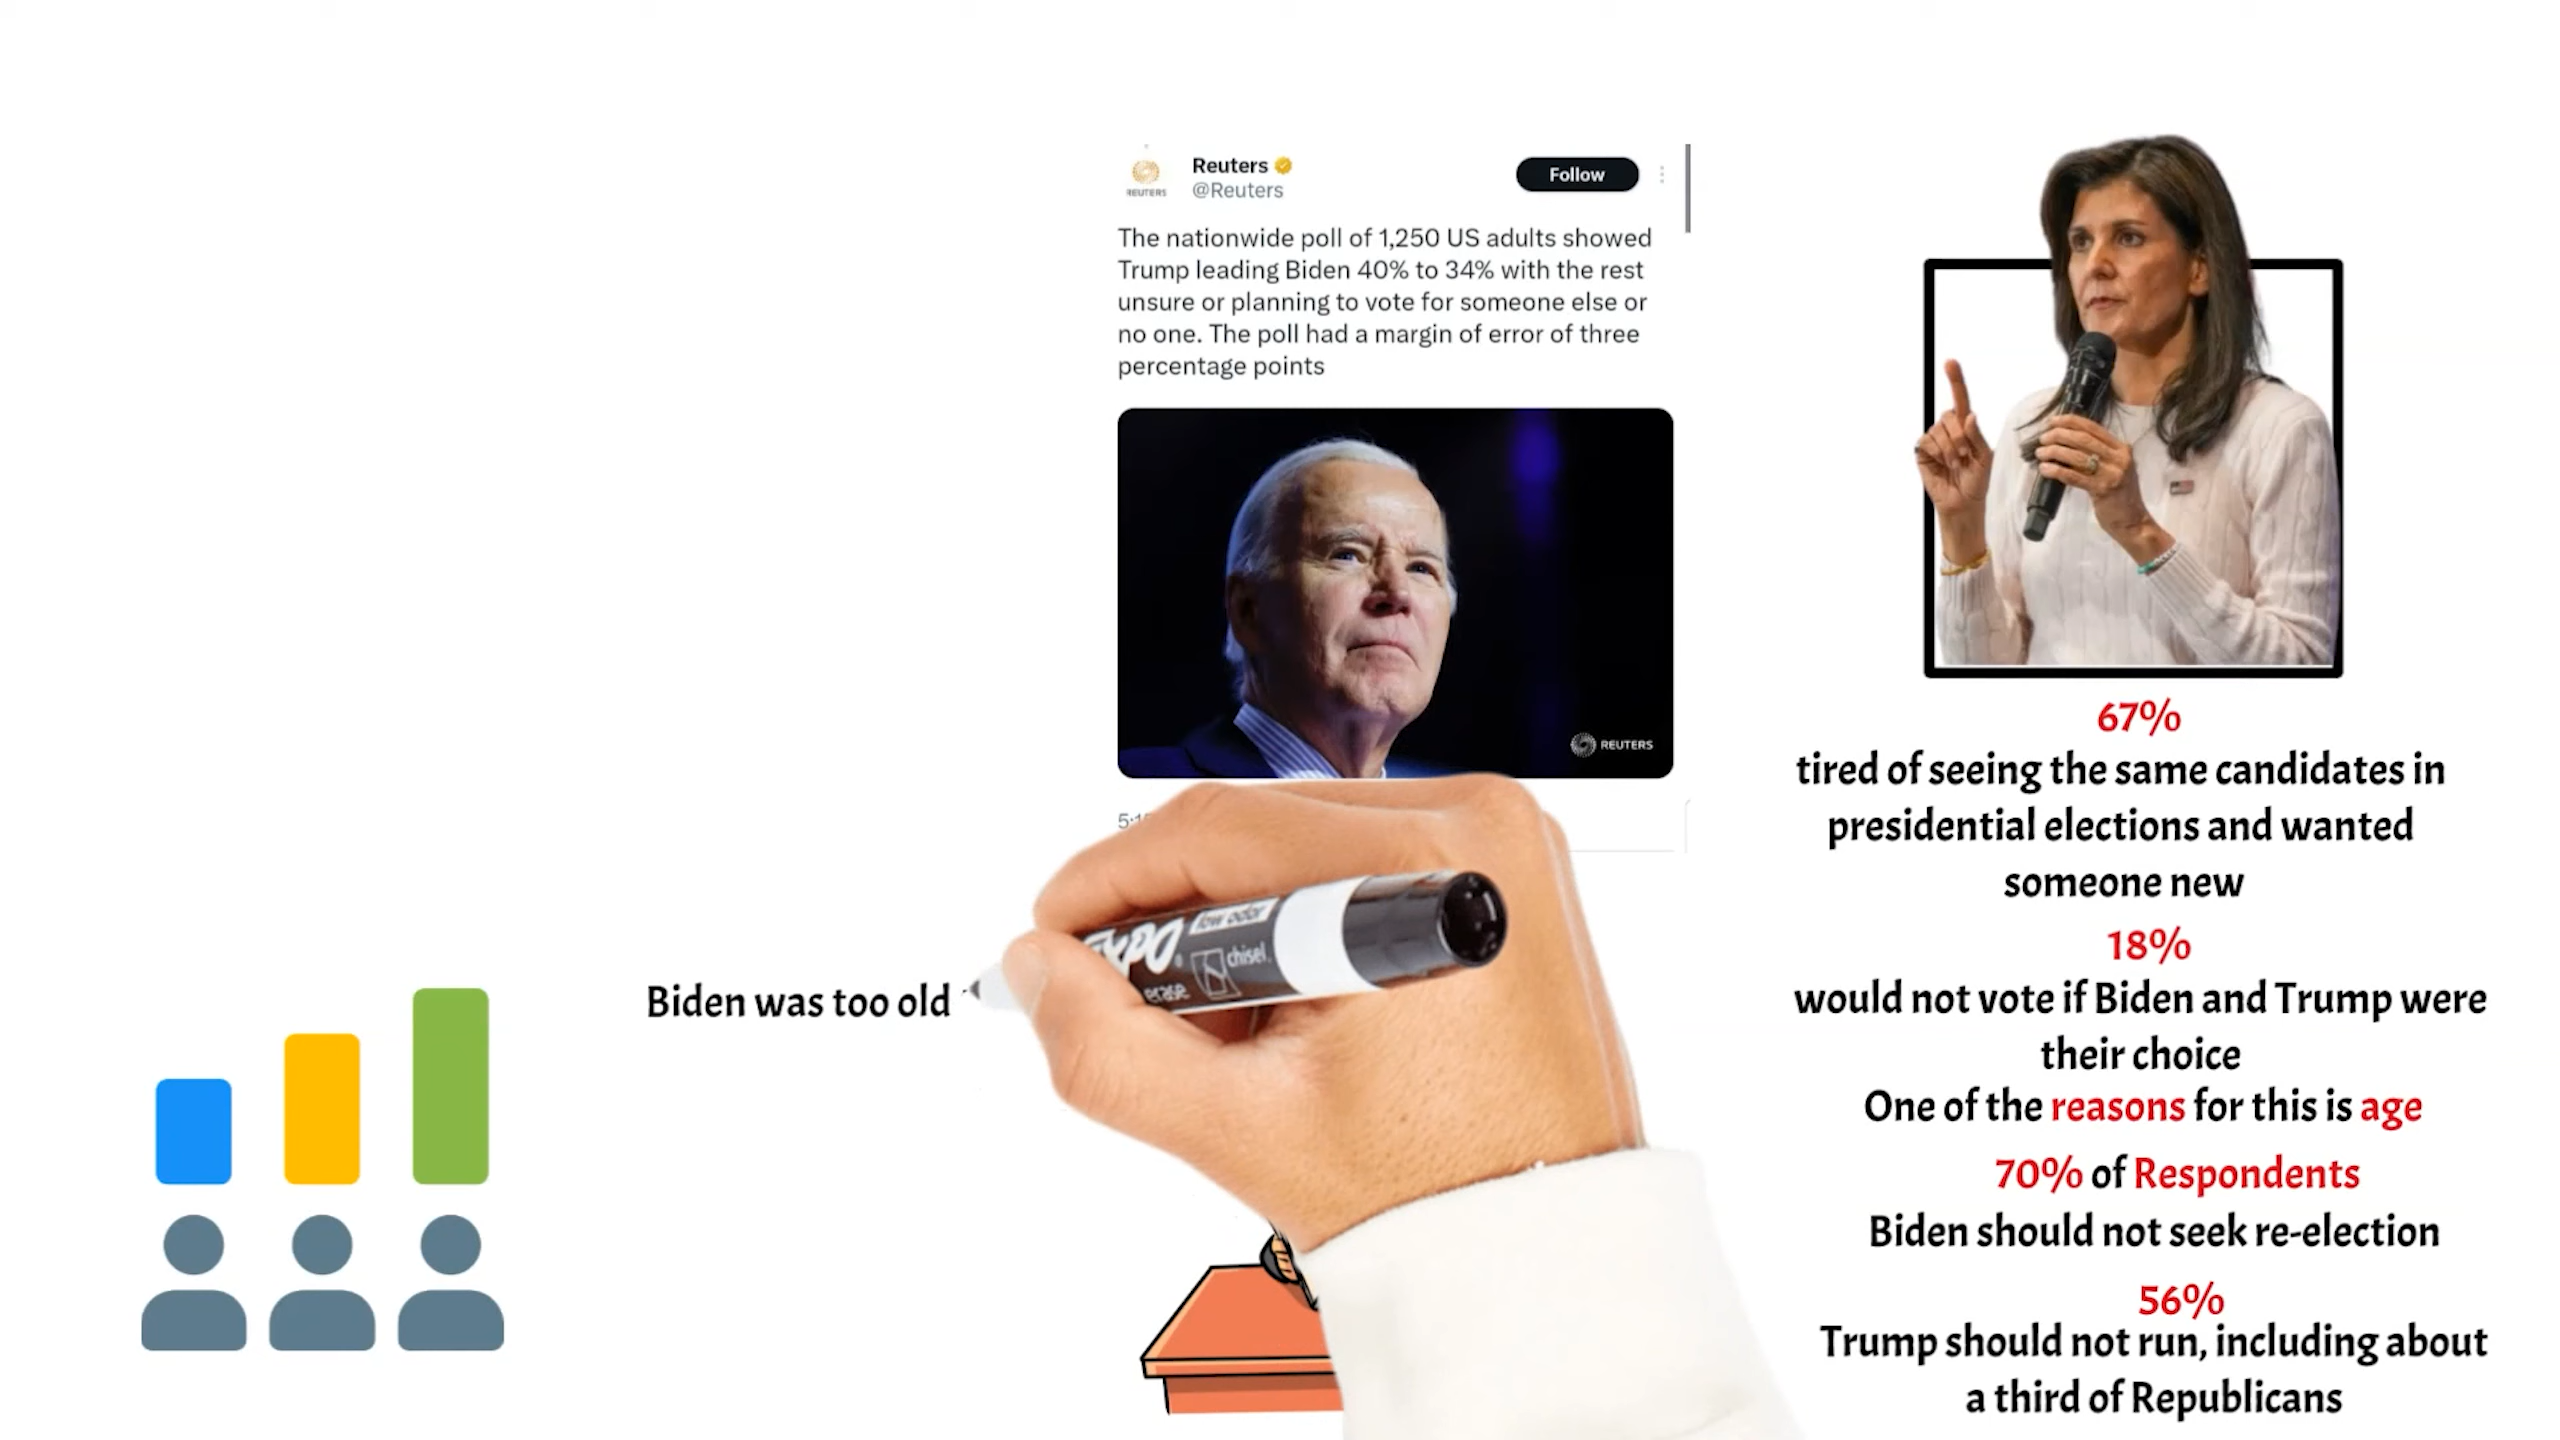 Reuters
@Reuters
Follow
REUTERS
The nationwide poll of 1,250 US adults showed
Trump leading Biden 40% to 34% with the rest
unsure or planning to vote for someone else or
no one. The poll had a margin of error of three
percentage points
REUTERS
Biden was too old
EXPO
low odor
chisel
erase
67%
tired of seeing the same candidates in
presidential elections and wanted
someone new
18%
would not vote if Biden and Trump were
their choice
One of the reasons for this is age
70% of Respondents
Biden should not seek re-election
56%
Trump should not run, including about
a third of Republicans